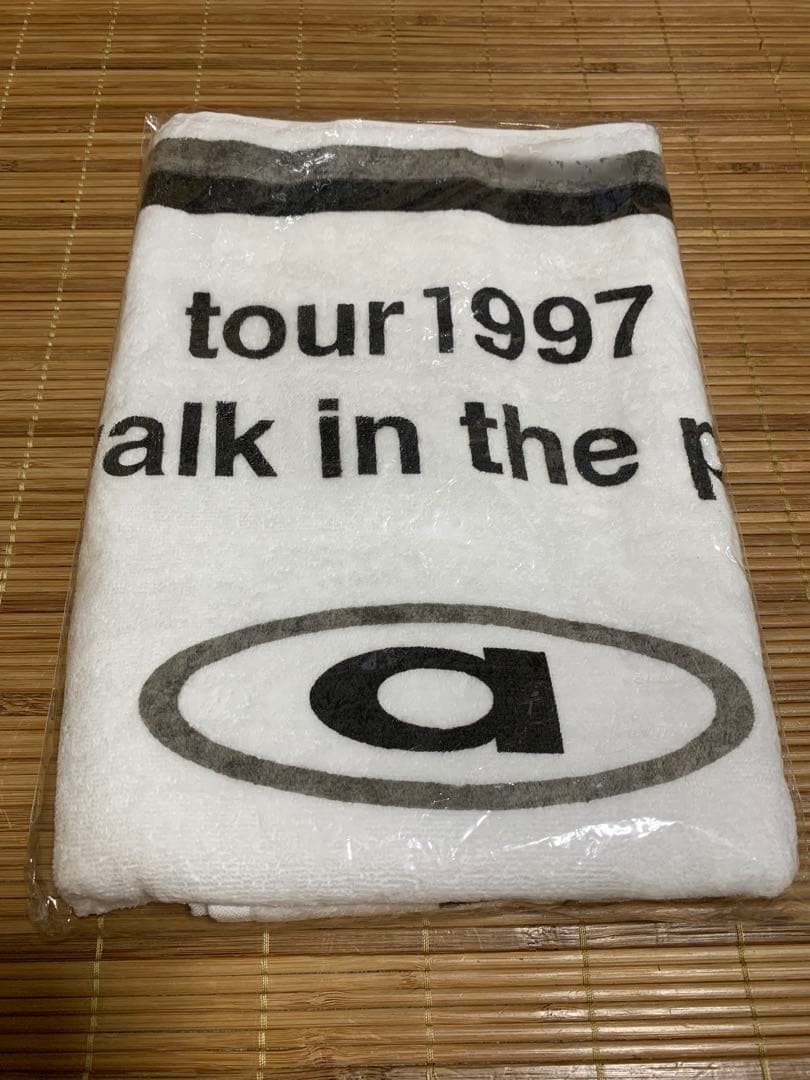 tour 1997
alk in the p
a